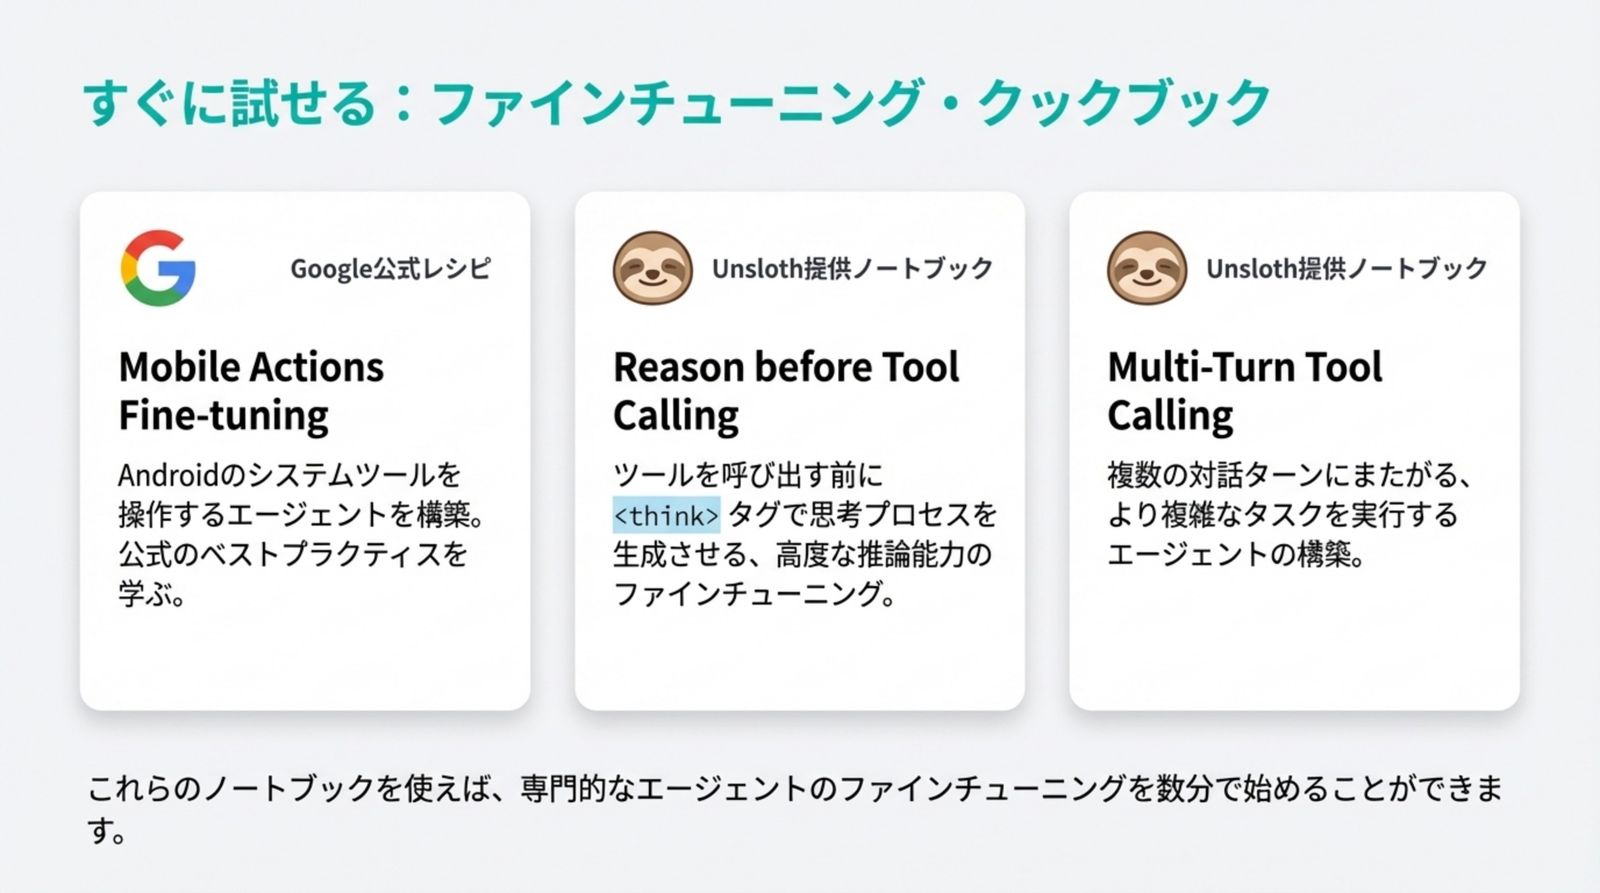 すぐに試せる：ファインチューニング・クックブック
Google公式レシピ
Mobile Actions
Fine-tuning
Androidのシステムツールを
操作するエージェントを構築。
公式のベストプラクティスを
学ぶ。
Unsloth提供ノートブック
Reason before Tool
Calling
ツールを呼び出す前に
<think> タグで思考プロセスを
生成させる、高度な推論能力の
ファインチューニング。
Unsloth提供ノートブック
Multi-Turn Tool
Calling
複数の対話ターンにまたがる、
より複雑なタスクを実行する
エージェントの構築。
これらのノートブックを使えば、専門的なエージェントのファインチューニングを数分で始めることができま
す。